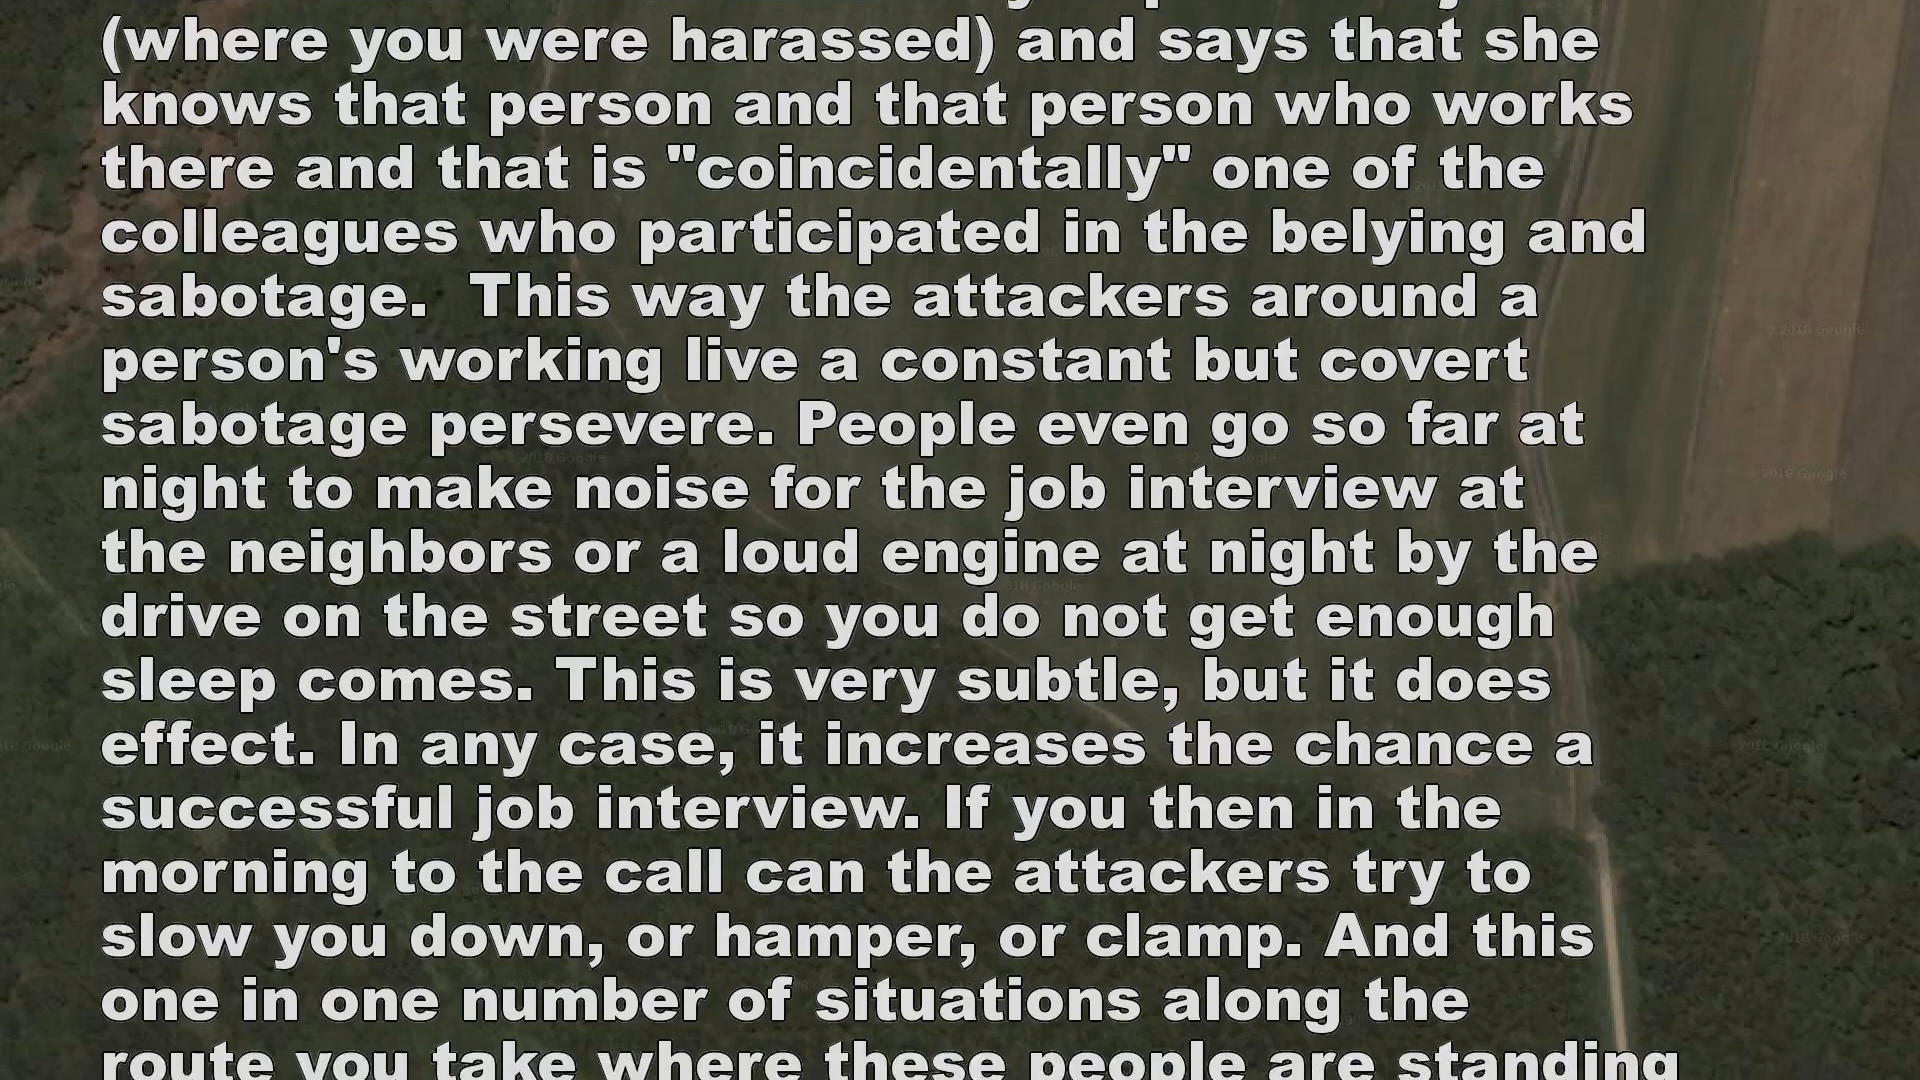 (where you were harassed) and says that she
knows that person and that person who works
there and that is "coincidentally" one of the
colleagues who participated in the belying and
sabotage.  This way the attackers around a
person's working live a constant but covert
sabotage persevere. People even go so far at
night to make noise for the job interview at
the neighbors or a loud engine at night by the
drive on the street so you do not get enough
sleep comes. This is very subtle, but it does
effect. In any case, it increases the chance a
successful job interview. If you then in the
morning to the call can the attackers try to
slow you down, or hamper, or clamp. And this
one in one number of situations along the
route you take where these people are standing